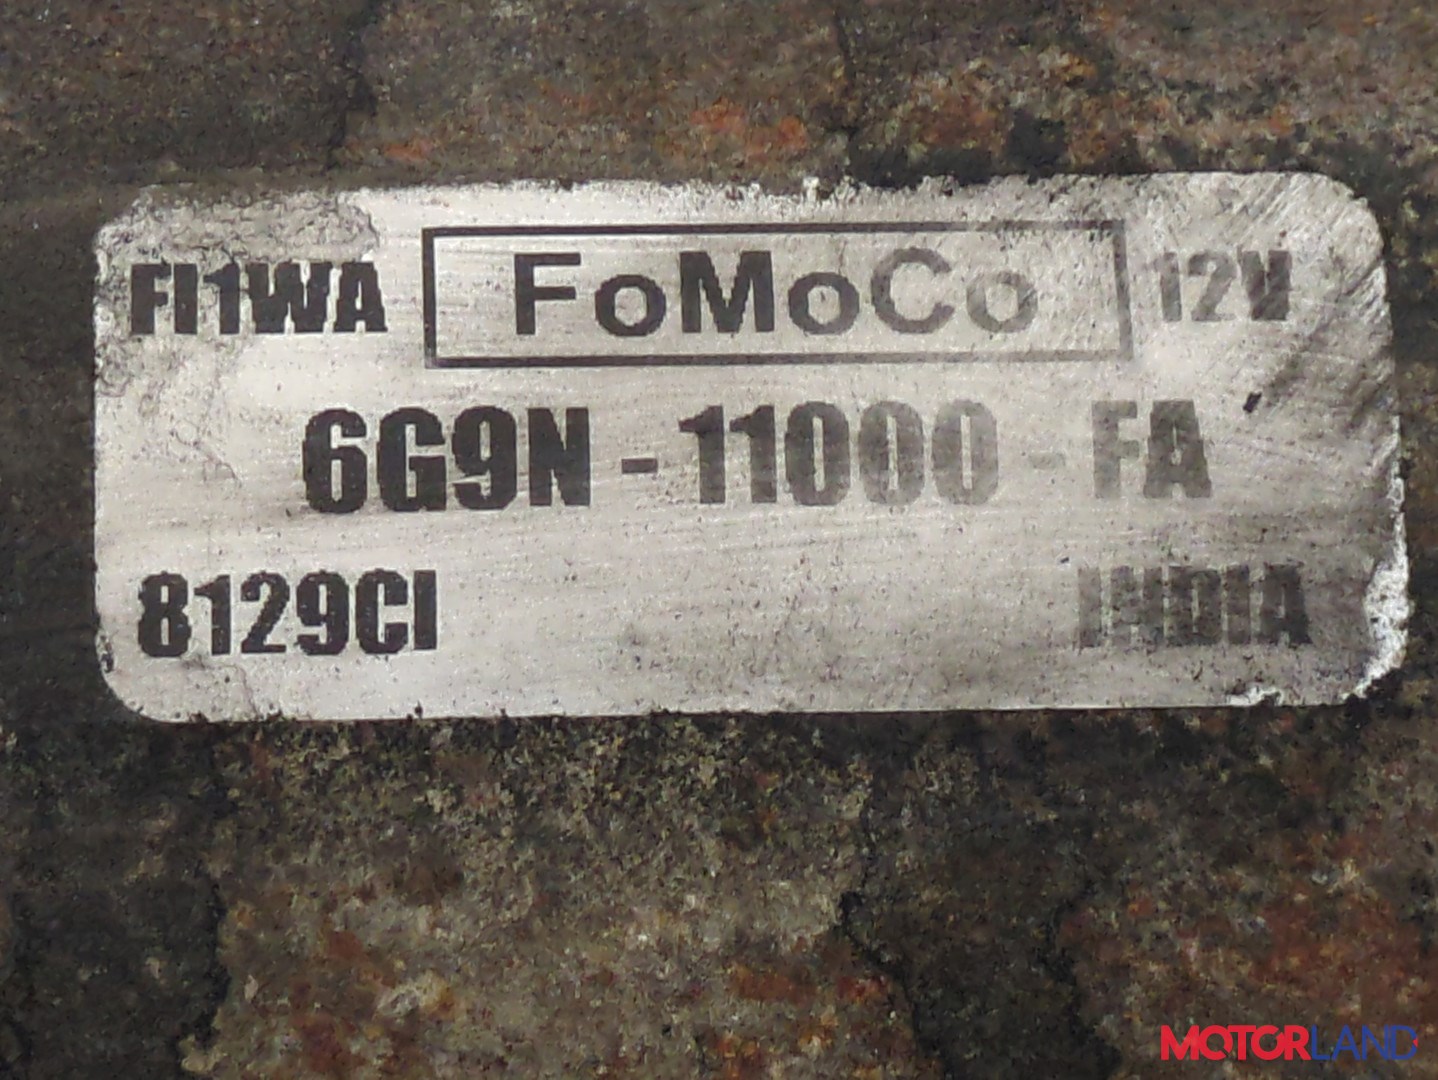 FI1WA FoMoCo 12V
6G9N - 11000 - FA
8129CI INDIA
MOTORLAND